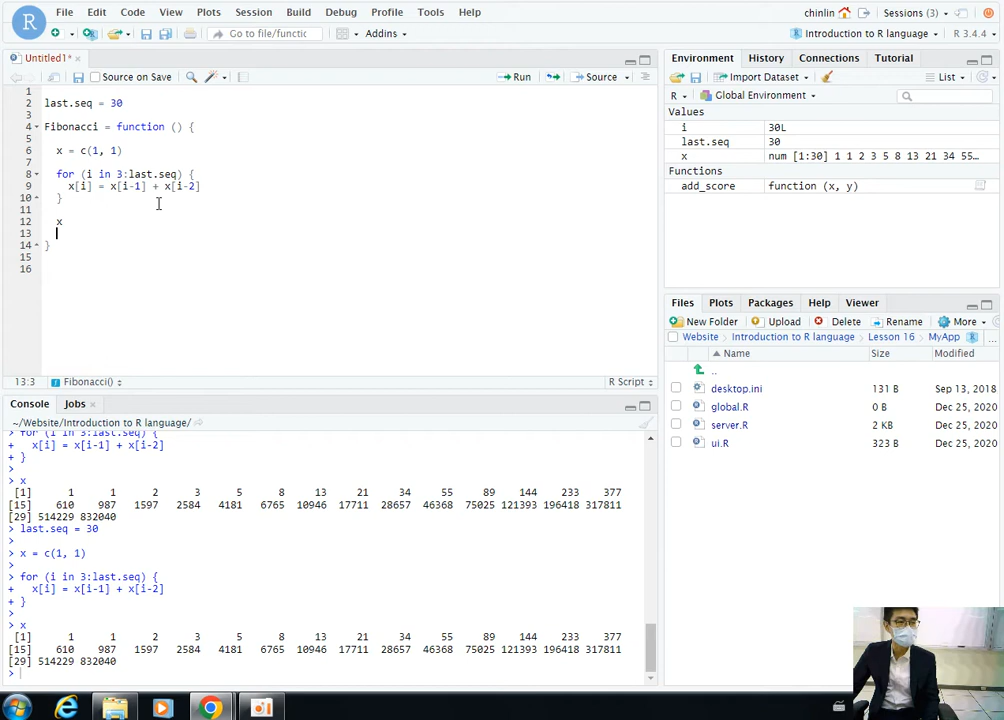 R File Edit Code View Plots Session Build Debug Profile Tools Help chinlin Sessions (3)
Go to file/functic Addins Introduction to R language R 3.4.4
Untitled1* Environment History Connections Tutorial
Source on Save Run Source Import Dataset List
R Global Environment
1
2 last.seq = 30
3
4 Fibonacci = function () {
5
6 x = c(1, 1)
7
8 for (i in 3:last.seq) {
9 x[i] = x[i-1] + x[i-2]
10 }
11
12 x
13
14 }
15
16
13:3 Fibonacci() R Script
Values
i 30L
last.seq 30
x num [1:30] 1 1 2 3 5 8 13 21 34 55…
Functions
add_score function (x, y)
Files Plots Packages Help Viewer
New Folder Upload Delete Rename More
Website Introduction to R language Lesson 16 MyApp R ...
Name Size Modified
..
desktop.ini 131 B Sep 13, 2018
global.R 0 B Dec 25, 2020
server.R 2 KB Dec 25, 2020
ui.R 323 B Dec 25, 2020
Console Jobs
~/Website/Introduction to R language/
> for (i in 3:last.seq) {
+ x[i] = x[i-1] + x[i-2]
+ }
>
> x
[1] 1 1 2 3 5 8 13 21 34 55 89 144 233 377
[15] 610 987 1597 2584 4181 6765 10946 17711 28657 46368 75025 121393 196418 317811
[29] 514229 832040
> last.seq = 30
>
> x = c(1, 1)
>
> for (i in 3:last.seq) {
+ x[i] = x[i-1] + x[i-2]
+ }
>
> x
[1] 1 1 2 3 5 8 13 21 34 55 89 144 233 377
[15] 610 987 1597 2584 4181 6765 10946 17711 28657 46368 75025 121393 196418 317811
[29] 514229 832040
>